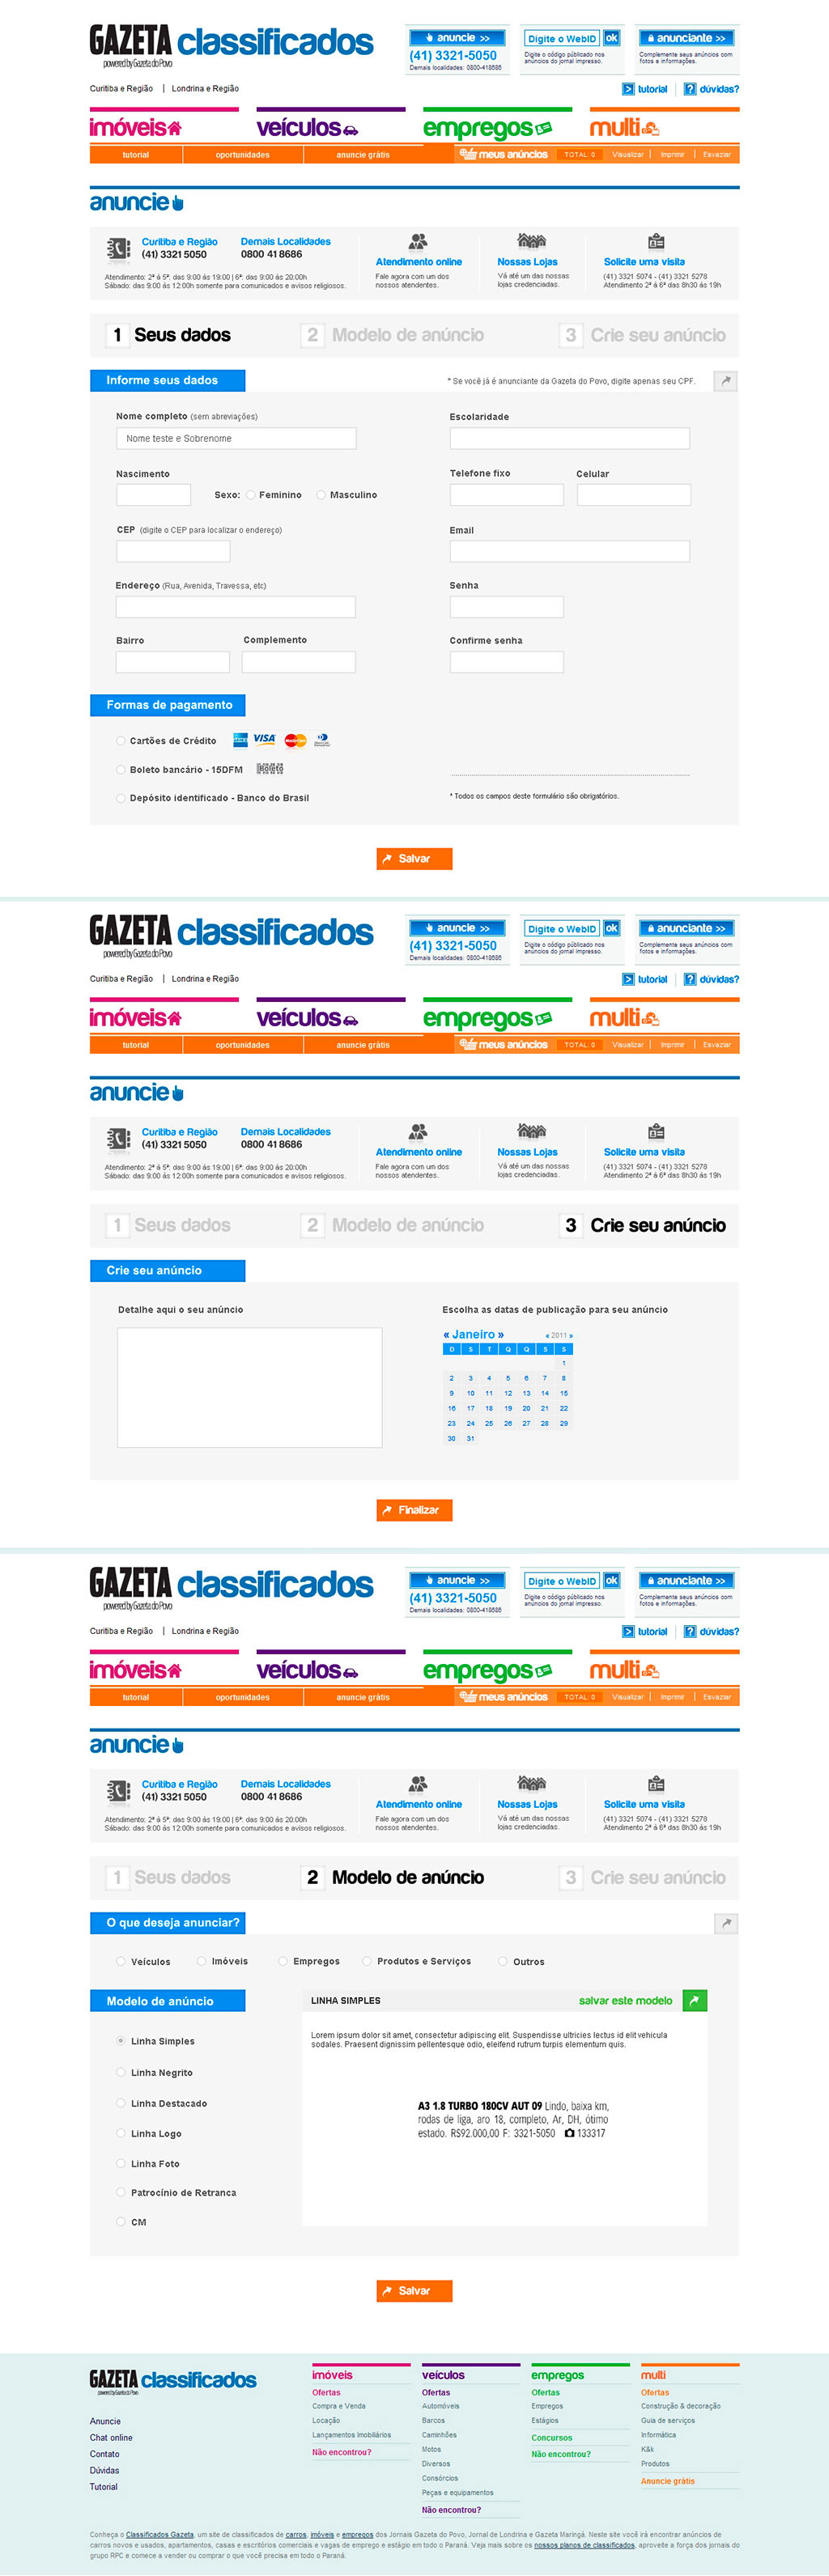 GAZETA classificados
powered by Gazeta do Povo
anuncie >>
(41) 3321-5050
Demais localidades: 0800-418686
Digite o WebID ok
Digite o código públicado nos
anúncios do jornal impresso.
anunciante >>
Complemente seus anúncios com
fotos e informações.
Curitiba e Região | Londrina e Região
> tutorial ? dúvidas?
imóveis veículos empregos multi
tutorial oportunidades anuncie grátis meus anúncios TOTAL: 0 Visualizar | Imprimir | Esvaziar
anuncie
Curitiba e Região Demais Localidades
(41) 3321 5050 0800 41 8686
Atendimento: 2ª á 5ª. das 9:00 ás 19:00 | 6ª. das 9:00 ás 20:00h
Sábado: das 9:00 ás 12:00h somente para comunicados e avisos religiosos.
Atendimento online
Fale agora com um dos
nossos atendentes.
Nossas Lojas
Vá até um das nossas
lojas credenciadas.
Solicite uma visita
(41) 3321 5074 - (41) 3321 5278
Atendimento 2ª á 6ª das 8h30 ás 19h
1 Seus dados 2 Modelo de anúncio 3 Crie seu anúncio
Informe seus dados
* Se você já é anunciante da Gazeta do Povo, digite apenas seu CPF.
Nome completo (sem abreviações) Escolaridade
Nome teste e Sobrenome
Nascimento Telefone fixo Celular
Sexo: Feminino Masculino
CEP (digite o CEP para localizar o endereço) Email
Endereço (Rua, Avenida, Travessa, etc) Senha
Bairro Complemento Confirme senha
Formas de pagamento
Cartões de Crédito VISA MasterCard
Boleto bancário - 15DFM Boleto
Depósito identificado - Banco do Brasil
* Todos os campos deste formulário são obrigatórios.
Salvar
GAZETA classificados
powered by Gazeta do Povo
anuncie >>
(41) 3321-5050
Demais localidades: 0800-418686
Digite o WebID ok
Digite o código públicado nos
anúncios do jornal impresso.
anunciante >>
Complemente seus anúncios com
fotos e informações.
Curitiba e Região | Londrina e Região
> tutorial ? dúvidas?
imóveis veículos empregos multi
tutorial oportunidades anuncie grátis meus anúncios TOTAL: 0 Visualizar | Imprimir | Esvaziar
anuncie
Curitiba e Região Demais Localidades
(41) 3321 5050 0800 41 8686
Atendimento: 2ª á 5ª. das 9:00 ás 19:00 | 6ª. das 9:00 ás 20:00h
Sábado: das 9:00 ás 12:00h somente para comunicados e avisos religiosos.
Atendimento online
Fale agora com um dos
nossos atendentes.
Nossas Lojas
Vá até um das nossas
lojas credenciadas.
Solicite uma visita
(41) 3321 5074 - (41) 3321 5278
Atendimento 2ª á 6ª das 8h30 ás 19h
1 Seus dados 2 Modelo de anúncio 3 Crie seu anúncio
Crie seu anúncio
Detalhe aqui o seu anúncio Escolha as datas de publicação para seu anúncio
« Janeiro » « 2011 »
D S T Q Q S S
1
2 3 4 5 6 7 8
9 10 11 12 13 14 15
16 17 18 19 20 21 22
23 24 25 26 27 28 29
30 31
Finalizar
GAZETA classificados
powered by Gazeta do Povo
anuncie >>
(41) 3321-5050
Demais localidades: 0800-418686
Digite o WebID ok
Digite o código públicado nos
anúncios do jornal impresso.
anunciante >>
Complemente seus anúncios com
fotos e informações.
Curitiba e Região | Londrina e Região
> tutorial ? dúvidas?
imóveis veículos empregos multi
tutorial oportunidades anuncie grátis meus anúncios TOTAL: 0 Visualizar | Imprimir | Esvaziar
anuncie
Curitiba e Região Demais Localidades
(41) 3321 5050 0800 41 8686
Atendimento: 2ª á 5ª. das 9:00 ás 19:00 | 6ª. das 9:00 ás 20:00h
Sábado: das 9:00 ás 12:00h somente para comunicados e avisos religiosos.
Atendimento online
Fale agora com um dos
nossos atendentes.
Nossas Lojas
Vá até um das nossas
lojas credenciadas.
Solicite uma visita
(41) 3321 5074 - (41) 3321 5278
Atendimento 2ª á 6ª das 8h30 ás 19h
1 Seus dados 2 Modelo de anúncio 3 Crie seu anúncio
O que deseja anunciar?
Veículos Imóveis Empregos Produtos e Serviços Outros
Modelo de anúncio
Linha Simples
Linha Negrito
Linha Destacado
Linha Logo
Linha Foto
Patrocínio de Retranca
CM
LINHA SIMPLES salvar este modelo
Lorem ipsum dolor sit amet, consectetur adipiscing elit. Suspendisse ultricies lectus id elit vehicula
sodales. Praesent dignissim pellentesque odio, eleifend rutrum turpis elementum quis.
A3 1.8 TURBO 180CV AUT 09 Lindo, baixa km,
rodas de liga, aro 18, completo, Ar, DH, ótimo
estado. R$92.000,00 F: 3321-5050 133317
Salvar
GAZETA classificados
powered by Gazeta do Povo
Anuncie
Chat online
Contato
Dúvidas
Tutorial
imóveis
Ofertas
Compra e Venda
Locação
Lançamentos Imobiliários
Não encontrou?
veículos
Ofertas
Automóveis
Barcos
Caminhões
Motos
Diversos
Consórcios
Peças e equipamentos
Não encontrou?
empregos
Ofertas
Empregos
Estágios
Concursos
Não encontrou?
multi
Ofertas
Construção & decoração
Guia de serviços
Informática
K&k
Produtos
Anuncie grátis
Conheça o Classificados Gazeta, um site de classificados de carros, imóveis e empregos dos Jornais Gazeta do Povo, Jornal de Londrina e Gazeta Maringá. Neste site você irá encontrar anúncios de
carros novos e usados, apartamentos, casas e escritórios comerciais e vagas de emprego e estágio em todo o Paraná. Veja mais sobre os nossos planos de classificados, aproveite a força dos jornais do
grupo RPC e comece a vender ou comprar o que você precisa em todo o Paraná.